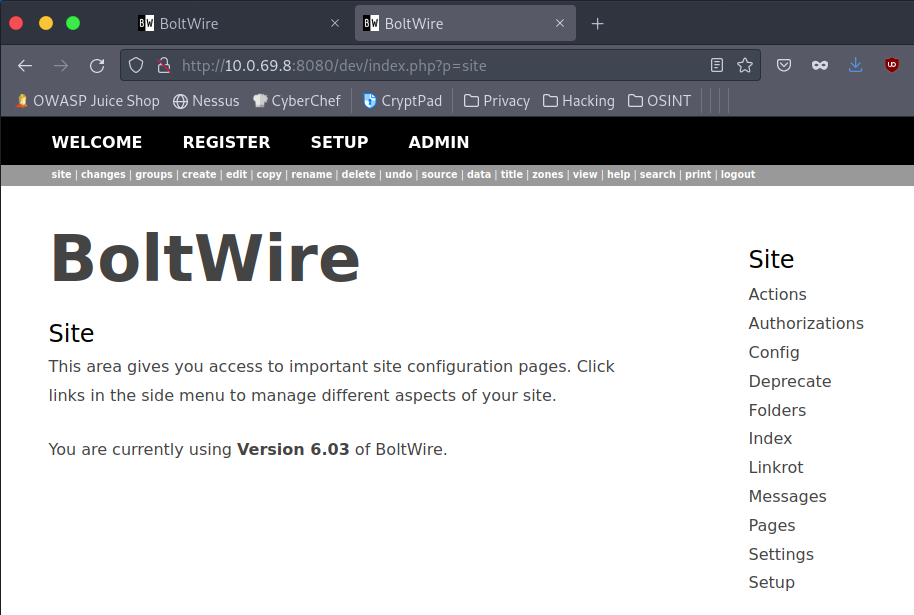 BW BoltWire
BW BoltWire
http://10.0.69.8:8080/dev/index.php?p=site
UD
OWASP Juice Shop Nessus CyberChef CryptPad Privacy Hacking OSINT
WELCOME REGISTER SETUP ADMIN
site | changes | groups | create | edit | copy | rename | delete | undo | source | data | title | zones | view | help | search | print | logout
BoltWire
Site
This area gives you access to important site configuration pages. Click
links in the side menu to manage different aspects of your site.
You are currently using Version 6.03 of BoltWire.
Site
Actions
Authorizations
Config
Deprecate
Folders
Index
Linkrot
Messages
Pages
Settings
Setup